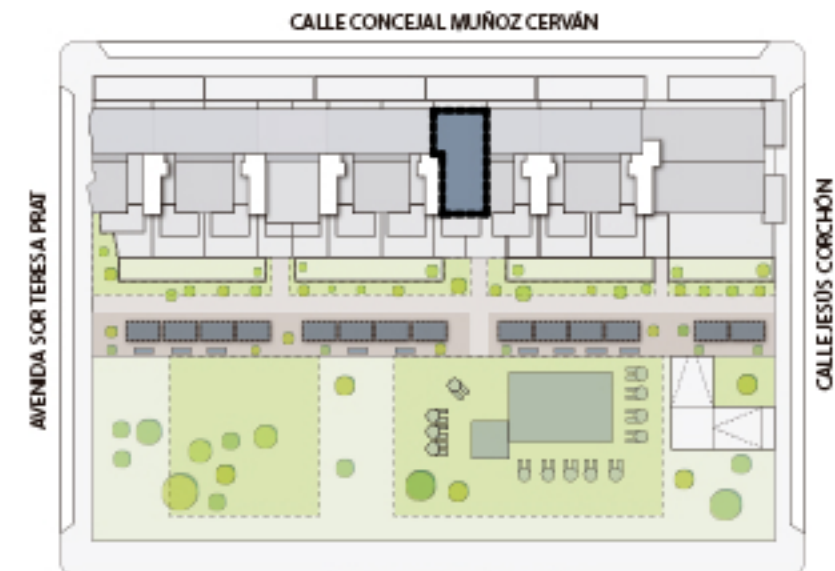 CALLE CONCEJAL MUÑOZ CERVÁN
AVENIDA SOR TERESA PRAT
CALLE JESÚS CORCHÓN